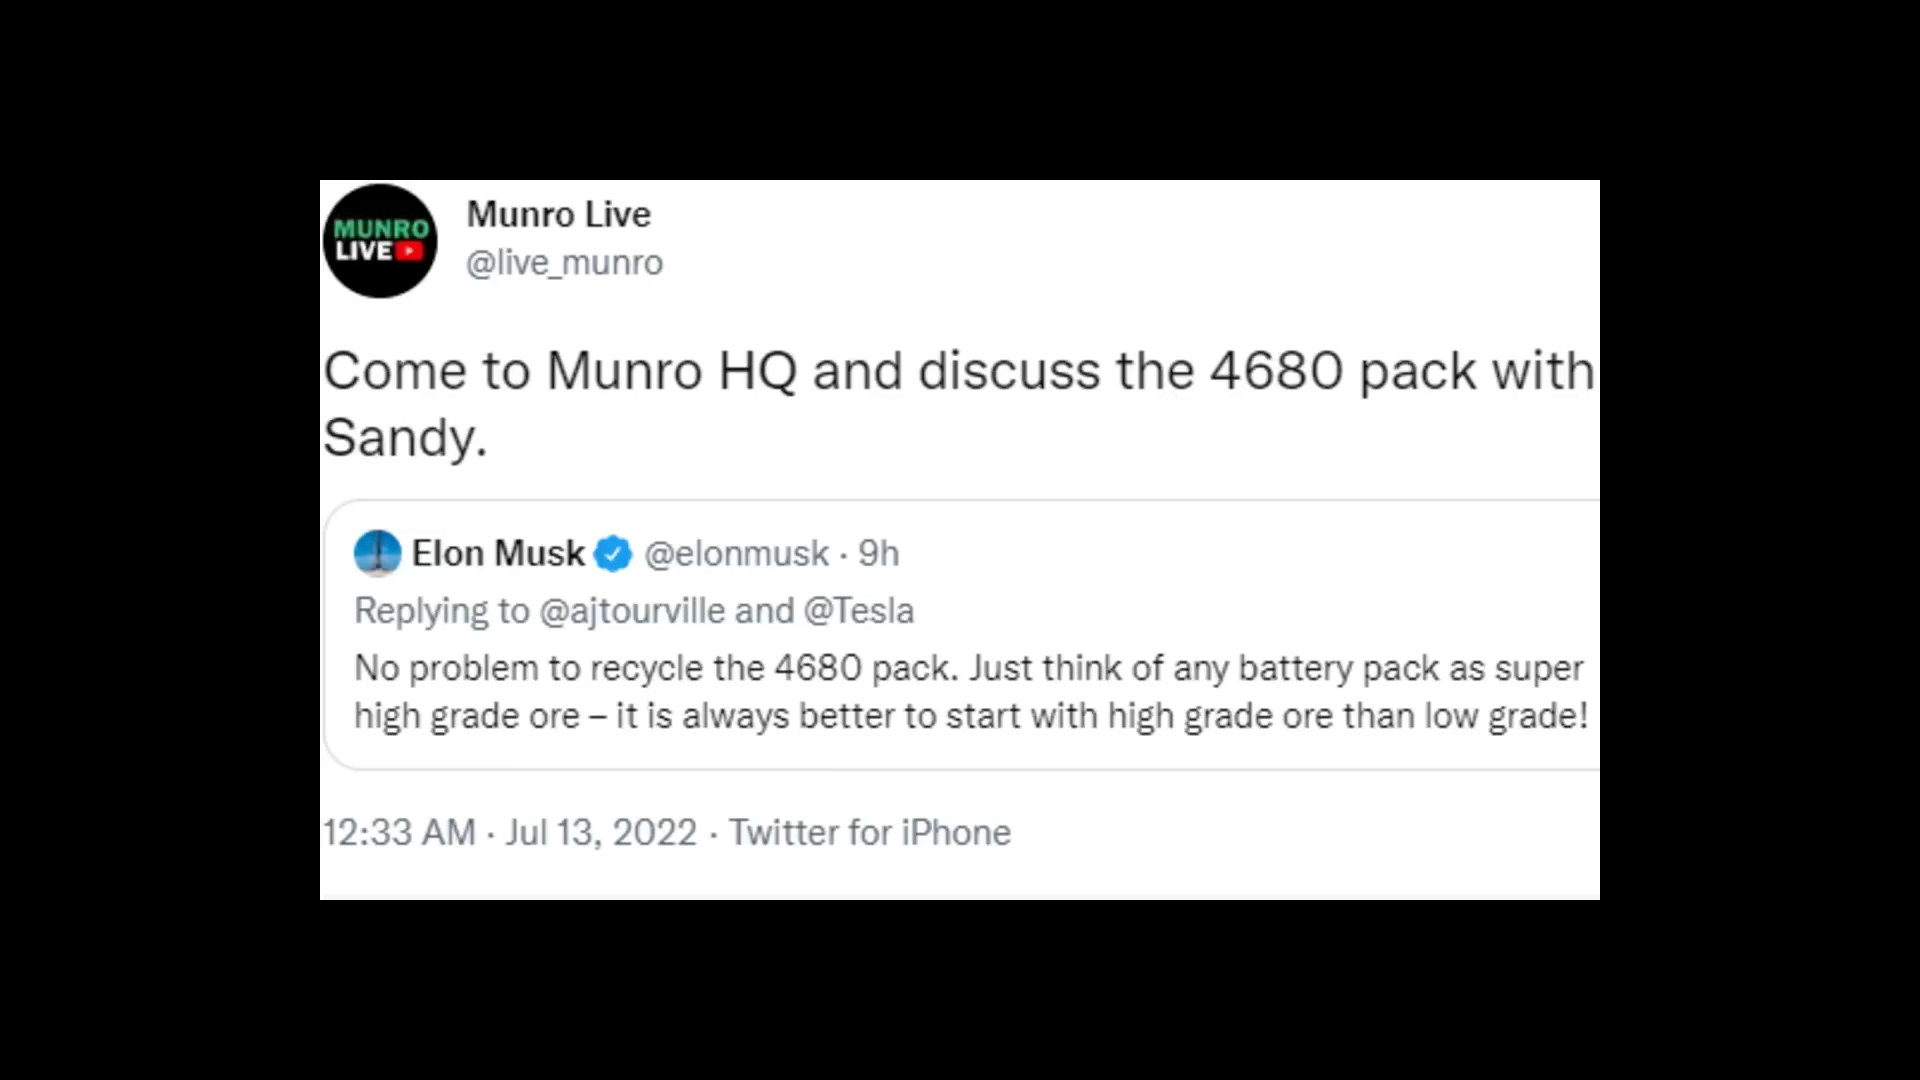 MUNRO
LIVE
Munro Live
@live_munro
Come to Munro HQ and discuss the 4680 pack with
Sandy.
Elon Musk @elonmusk · 9h
Replying to @ajtourville and @Tesla
No problem to recycle the 4680 pack. Just think of any battery pack as super
high grade ore – it is always better to start with high grade ore than low grade!
12:33 AM · Jul 13, 2022 · Twitter for iPhone